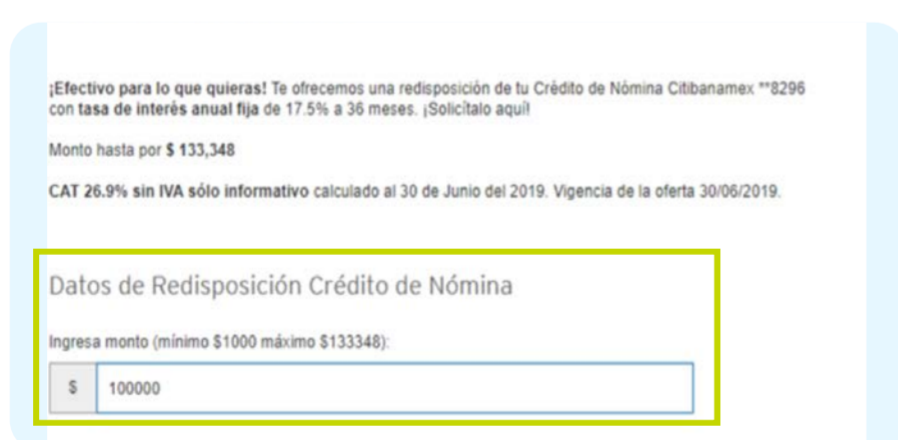 ¡Efectivo para lo que quieras! Te ofrecemos una redisposición de tu Crédito de Nómina Citibanamex **8296
con tasa de interés anual fija de 17.5% a 36 meses. ¡Solicítalo aquí!
Monto hasta por $ 133,348
CAT 26.9% sin IVA sólo informativo calculado al 30 de Junio del 2019. Vigencia de la oferta 30/06/2019.
Datos de Redisposición Crédito de Nómina
Ingresa monto (mínimo $1000 máximo $133348):
$ 100000